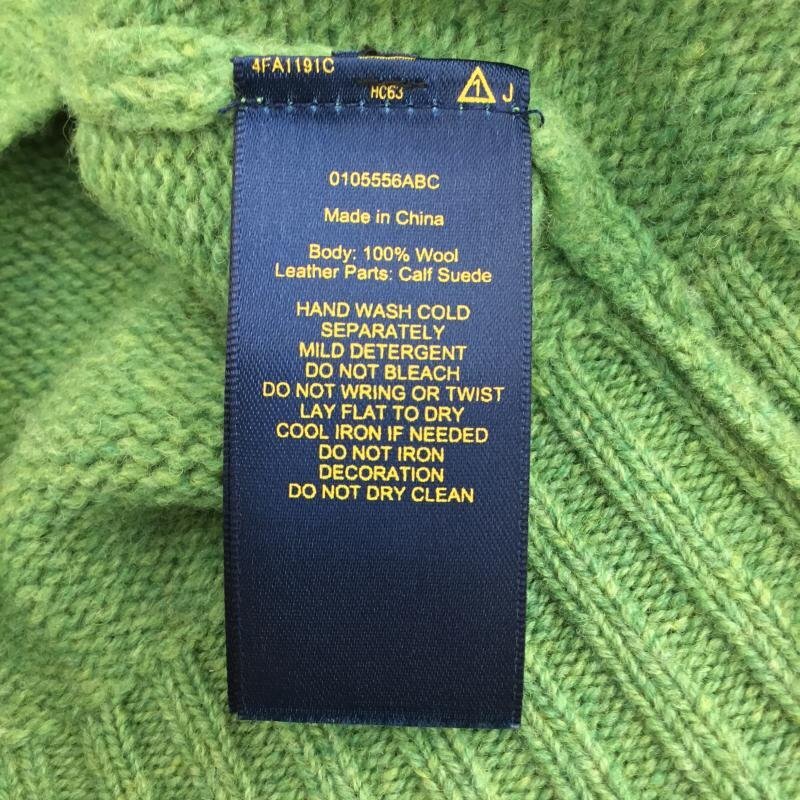 4FA1191C
HC63
1 J
0105556ABC
Made in China
Body: 100% Wool
Leather Parts: Calf Suede
HAND WASH COLD
SEPARATELY
MILD DETERGENT
DO NOT BLEACH
DO NOT WRING OR TWIST
LAY FLAT TO DRY
COOL IRON IF NEEDED
DO NOT IRON
DECORATION
DO NOT DRY CLEAN